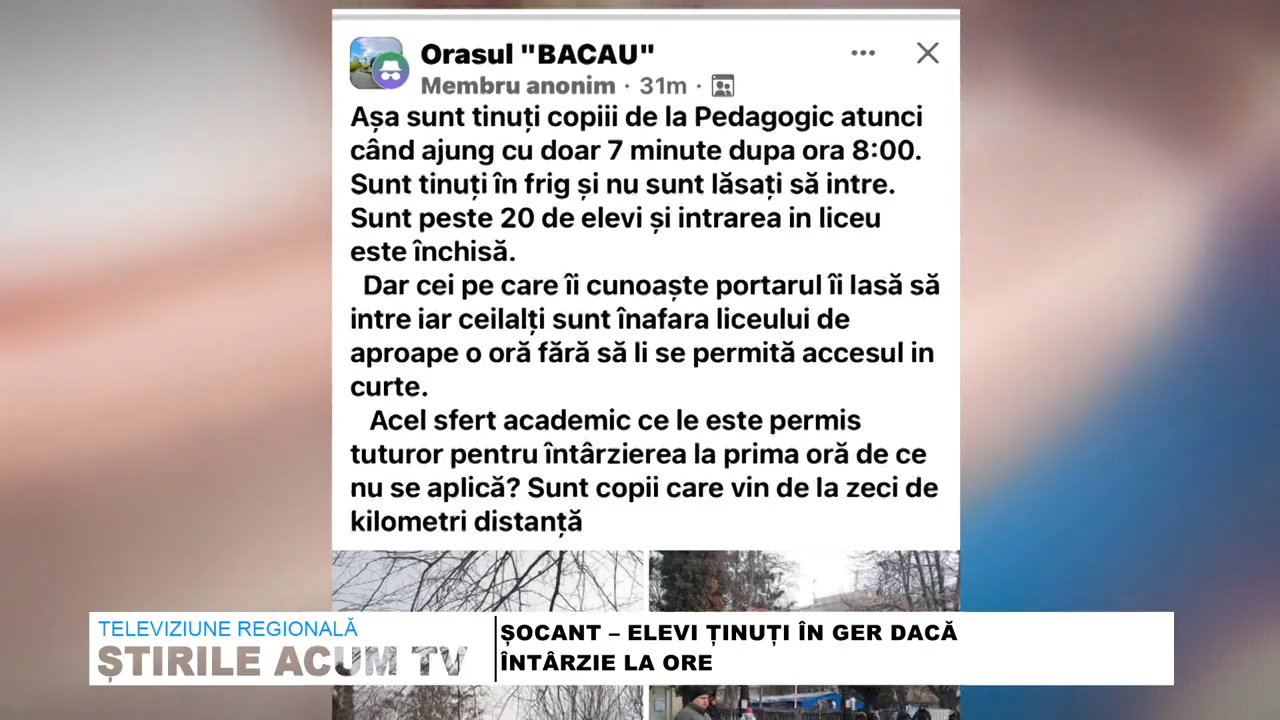 Orasul "BACAU"
Membru anonim · 31m ·
Așa sunt tinuți copiii de la Pedagogic atunci
când ajung cu doar 7 minute dupa ora 8:00.
Sunt tinuți în frig și nu sunt lăsați să intre.
Sunt peste 20 de elevi și intrarea in liceu
este închisă.
Dar cei pe care îi cunoaște portarul îi lasă să
intre iar ceilalți sunt înafara liceului de
aproape o oră fără să li se permită accesul in
curte.
Acel sfert academic ce le este permis
tuturor pentru întârzierea la prima oră de ce
nu se aplică? Sunt copii care vin de la zeci de
kilometri distanță
TELEVIZIUNE REGIONALĂ
ȘTIRILE ACUM TV
ȘOCANT – ELEVI ȚINUȚI ÎN GER DACĂ
ÎNTÂRZIE LA ORE